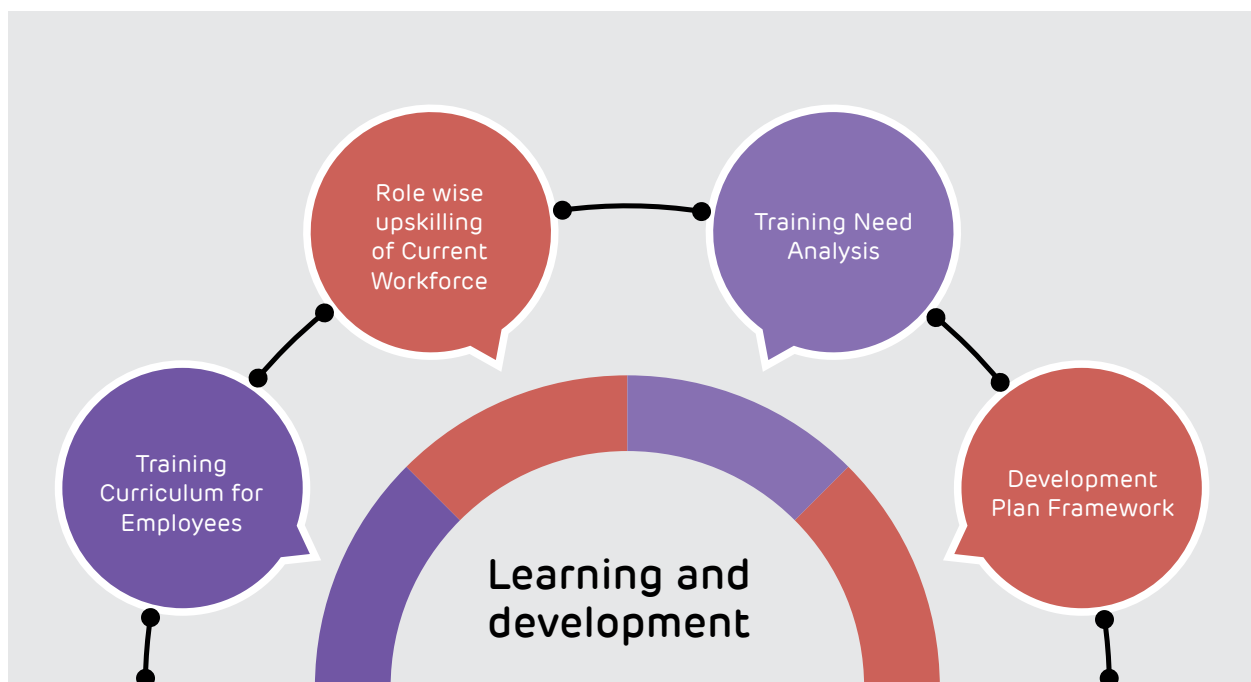 Role wise
upskilling
of Current
Workforce
Training Need
Analysis
Training
Curriculum for
Employees
Development
Plan Framework
Learning and
development